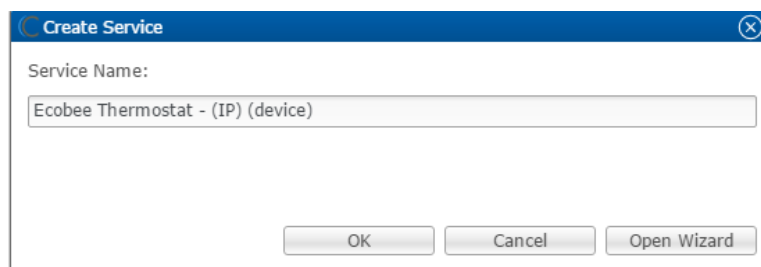 Create Service
Service Name:
Ecobee Thermostat - (IP) (device)
OK Cancel Open Wizard